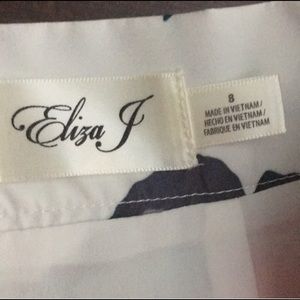 Eliza J
8
MADE IN VIETNAM /
HECHO EN VIETNAM /
FABRIQUE EN VIETNAM